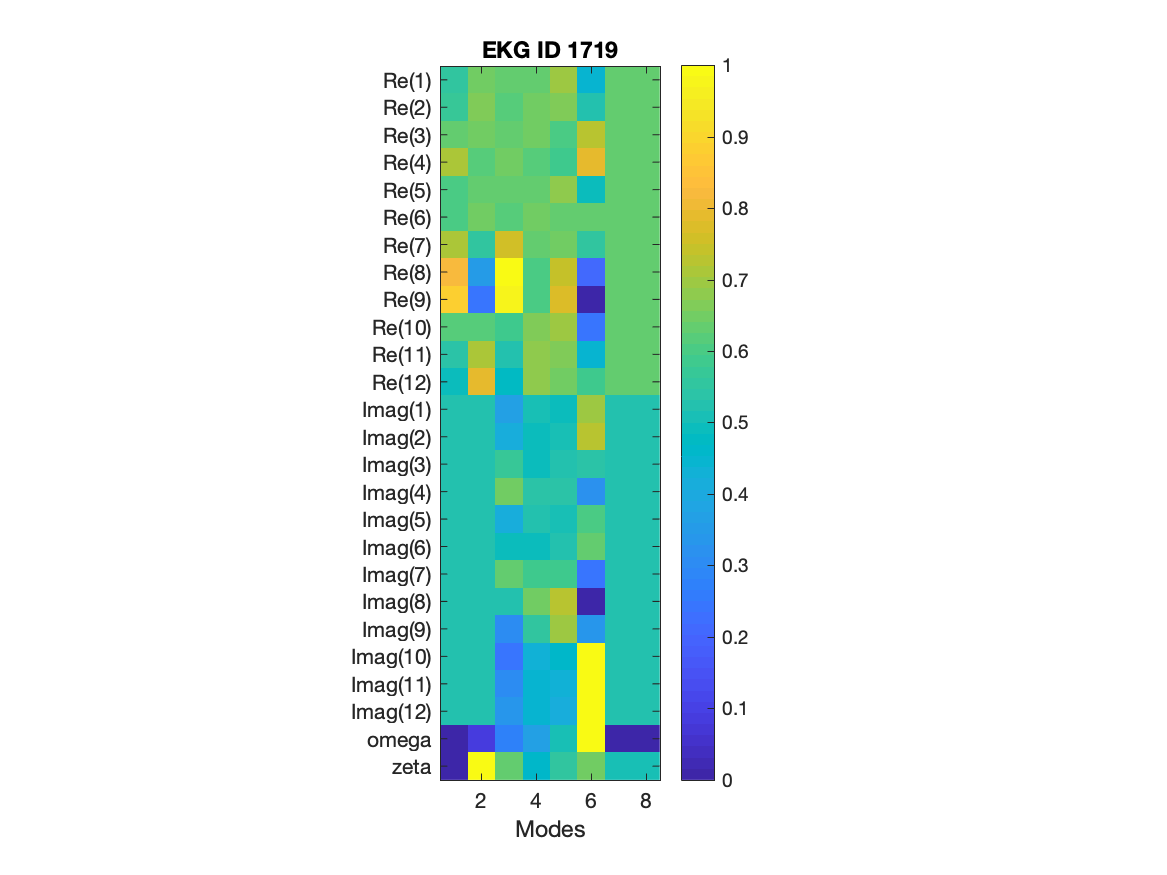 EKG ID 1719
Re(1)
Re(2)
Re(3)
Re(4)
Re(5)
Re(6)
Re(7)
Re(8)
Re(9)
Re(10)
Re(11)
Re(12)
Imag(1)
Imag(2)
Imag(3)
Imag(4)
Imag(5)
Imag(6)
Imag(7)
Imag(8)
Imag(9)
Imag(10)
Imag(11)
Imag(12)
omega
zeta
2 4 6 8
Modes
1
0.9
0.8
0.7
0.6
0.5
0.4
0.3
0.2
0.1
0